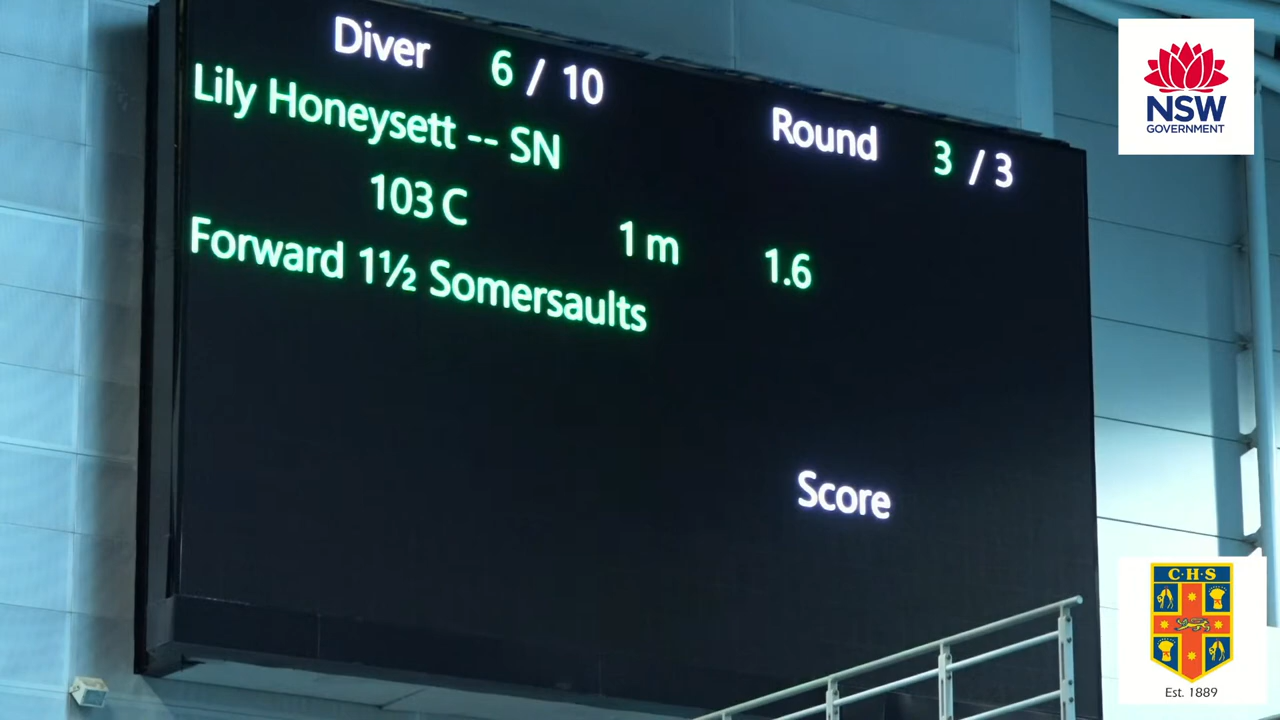 Diver 6 / 10
Lily Honeysett -- SN
Round 3 / 3
103 C
1 m 1.6
Forward 1½ Somersaults
Score
NSW
GOVERNMENT
C·H·S
Est. 1889